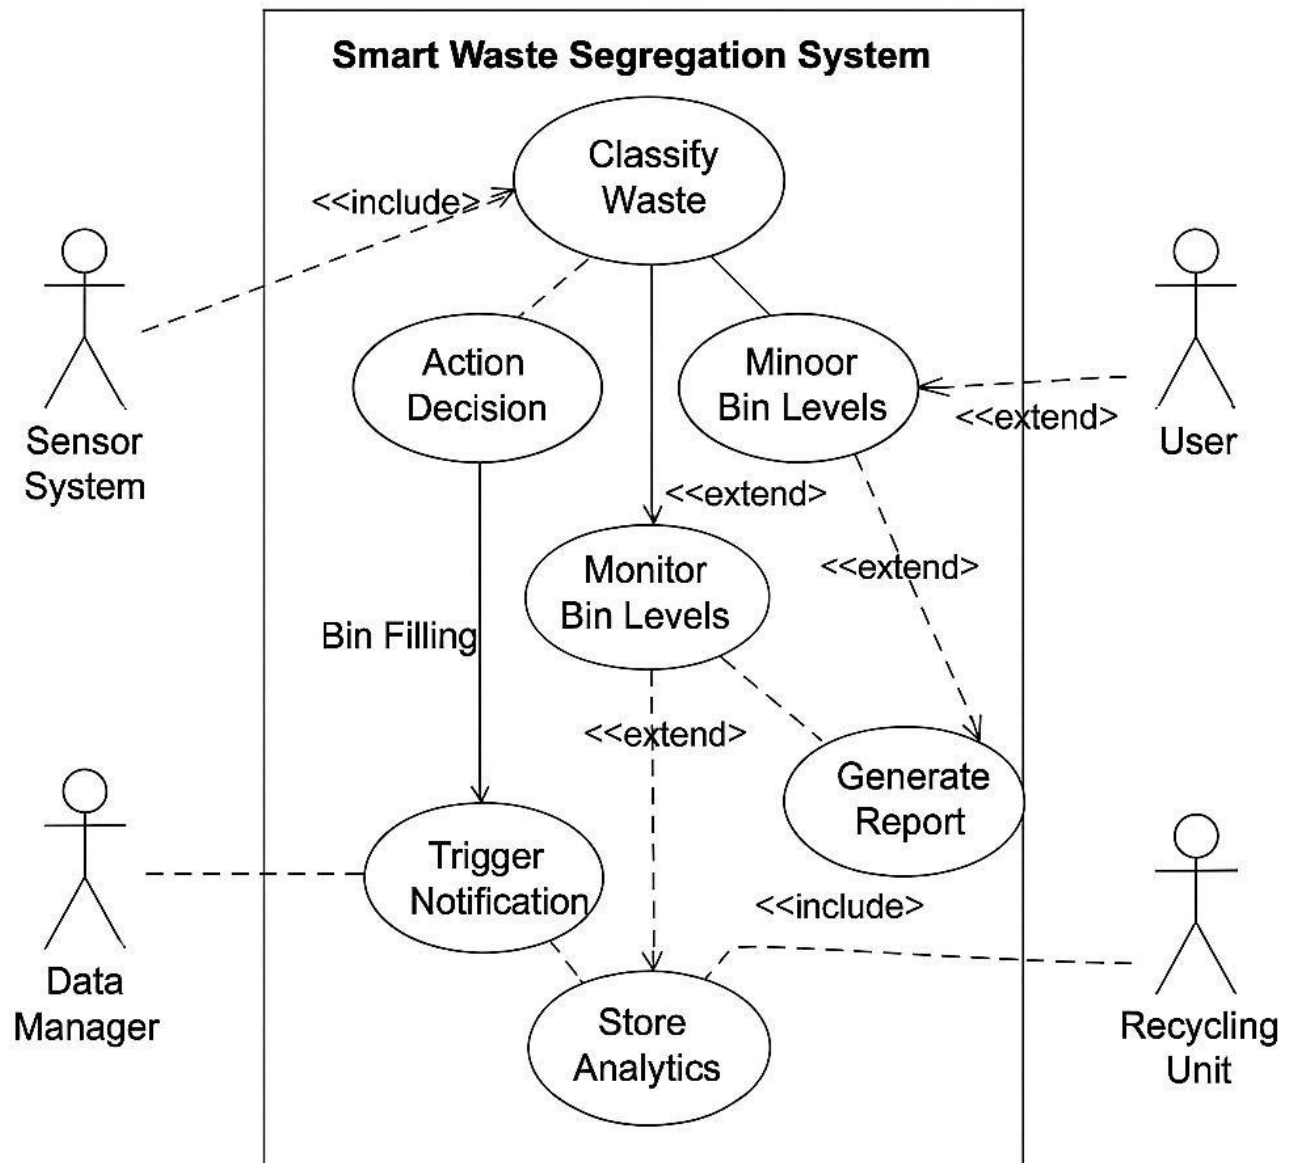 Smart Waste Segregation System
Classify
Waste
<<include>
Sensor
System
Action
Decision
Minoor
Bin Levels
<<extend>
User
<<extend>
Monitor
Bin Levels
<<extend>
Bin Filling
<<extend>
Generate
Report
Trigger
Notification
<<include>
Data
Manager
Store
Analytics
Recycling
Unit